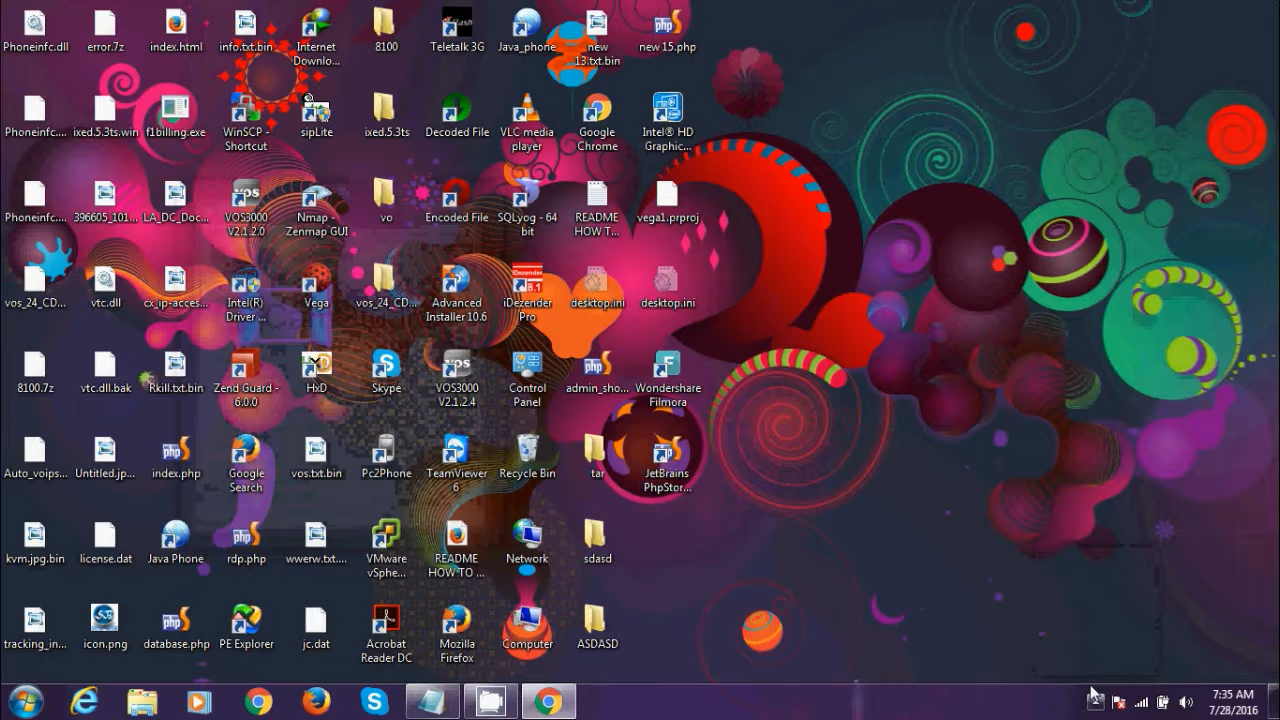 Phoneinfc.dll
error.7z
index.html
info.txt.bin
Internet
Downlo...
8100
Teletalk 3G
Java_phone
new
13.txt.bin
new 15.php
Phoneinfc....
ixed.5.3ts.win
f1billing.exe
WinSCP -
Shortcut
sipLite
ixed.5.3ts
Decoded File
VLC media
player
Google
Chrome
Intel® HD
Graphic...
Phoneinfc....
396605_101...
LA_DC_Doc...
vos
VOS3000
V2.1.2.0
Nmap -
Zenmap GUI
vo
Encoded File
SQLyog - 64
bit
README
HOW T...
vega1.prproj
vos_24_CD...
vtc.dll
cx_ip-acces...
Intel(R)
Driver ...
Vega
vos_24_CD...
Advanced
Installer 10.6
iDezender
8.1
iDezender
Pro
desktop.ini
desktop.ini
8100.7z
vtc.dll.bak
Rkill.txt.bin
Zend Guard -
6.0.0
HxD
Skype
vos
VOS3000
V2.1.2.4
Control
Panel
admin_sho...
Wondershare
Filmora
Auto_voips...
Untitled.jp...
index.php
Google
Search
vos.txt.bin
Pc2Phone
TeamViewer
6
Recycle Bin
tar
JetBrains
PhpStor...
kvm.jpg.bin
license.dat
Java Phone
rdp.php
wwerw.txt....
VMware
vSphe...
README
HOW TO ...
Network
sdasd
tracking_in...
icon.png
database.php
PE Explorer
jc.dat
Acrobat
Reader DC
Mozilla
Firefox
Computer
ASDASD
7:35 AM
7/28/2016